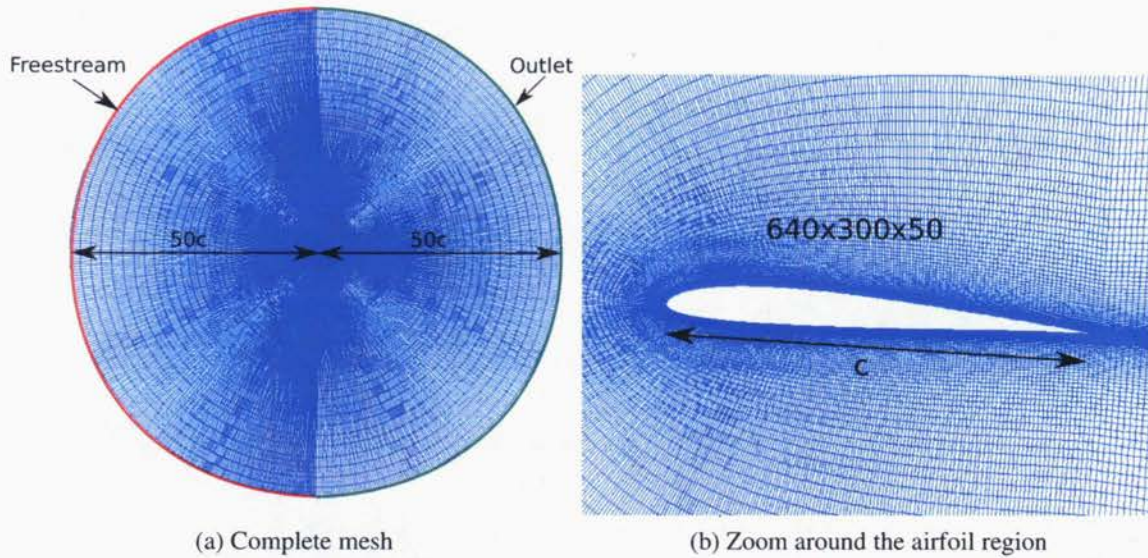 Freestream
Outlet
50c
50c
640x300x50
c
(a) Complete mesh
(b) Zoom around the airfoil region